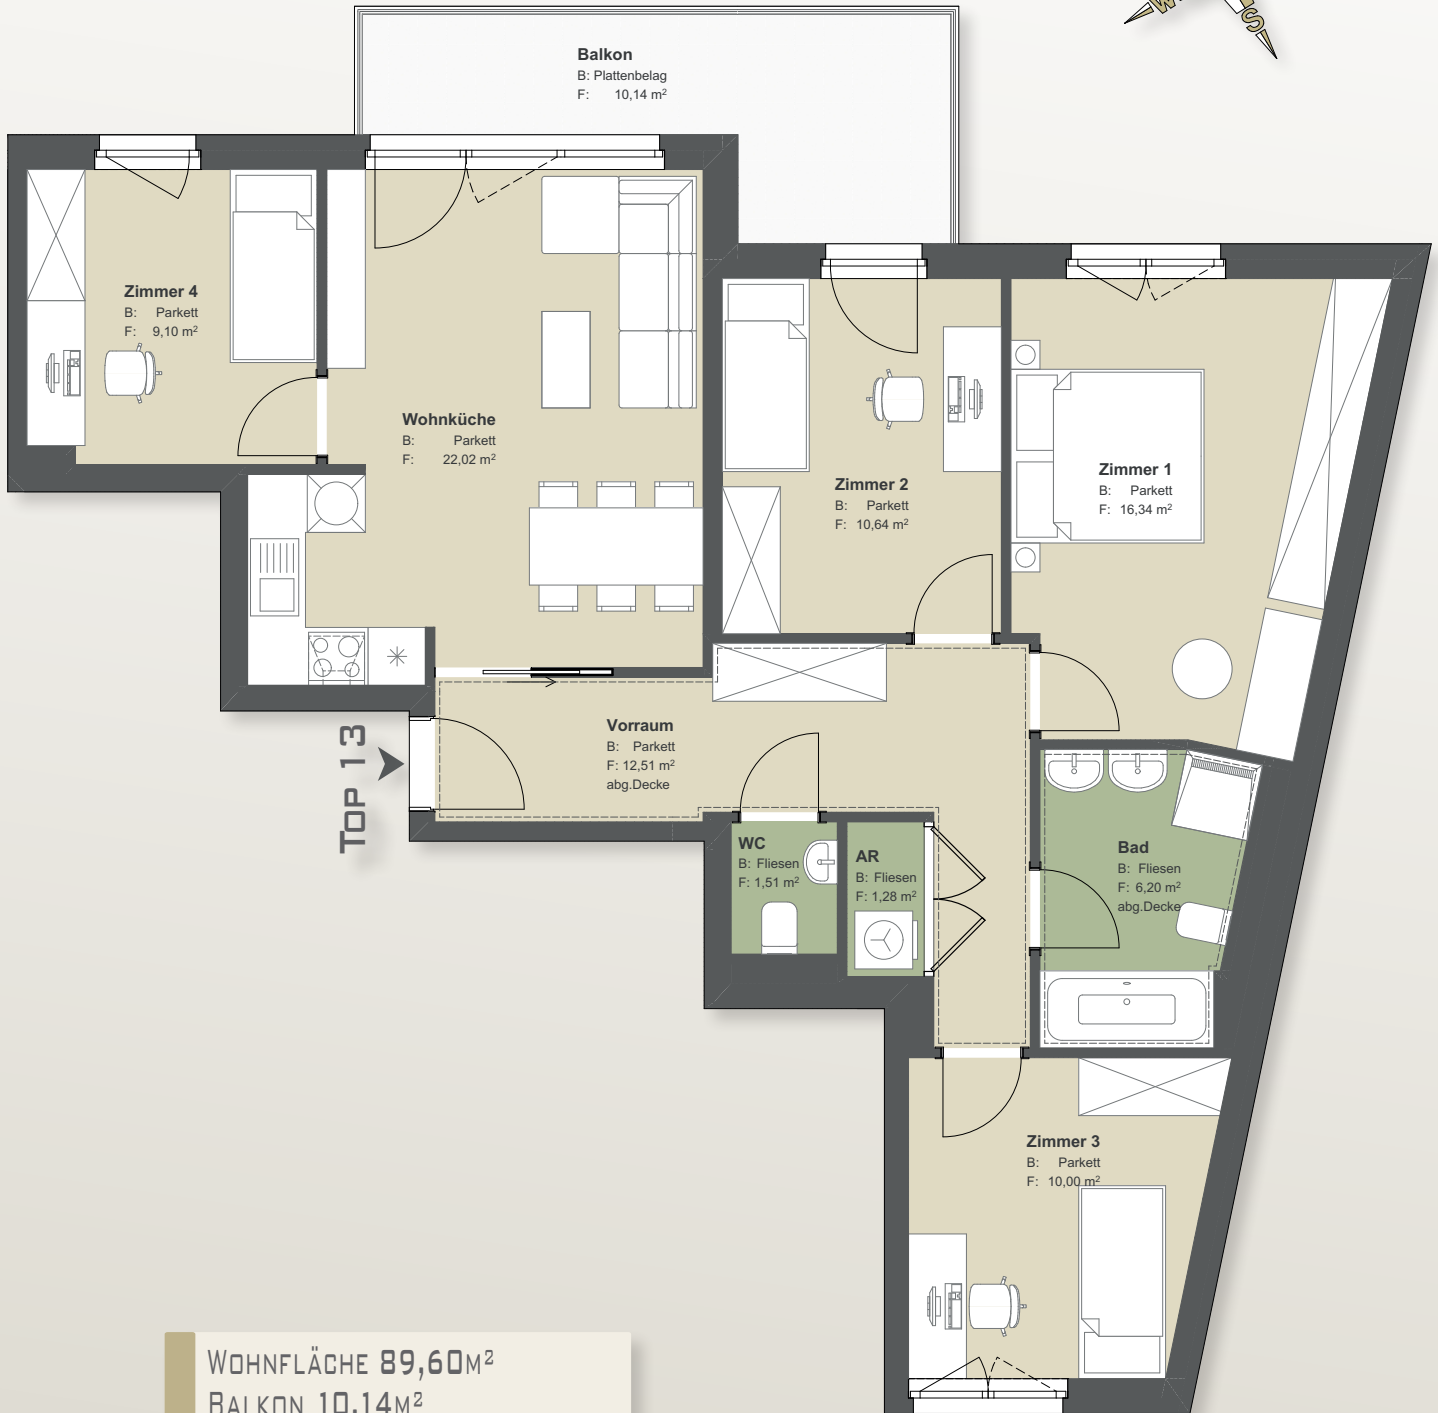 W
S
Balkon
B: Plattenbelag
F: 10,14 m²
Zimmer 4
B: Parkett
F: 9,10 m²
Wohnküche
B: Parkett
F: 22,02 m²
Zimmer 2
B: Parkett
F: 10,64 m²
Zimmer 1
B: Parkett
F: 16,34 m²
TOP 13
Vorraum
B: Parkett
F: 12,51 m²
abg.Decke
WC
B: Fliesen
F: 1,51 m²
AR
B: Fliesen
F: 1,28 m²
Bad
B: Fliesen
F: 6,20 m²
abg.Decke
Zimmer 3
B: Parkett
F: 10,00 m²
WOHNFLÄCHE 89,60M²
BALKON 10,14M²